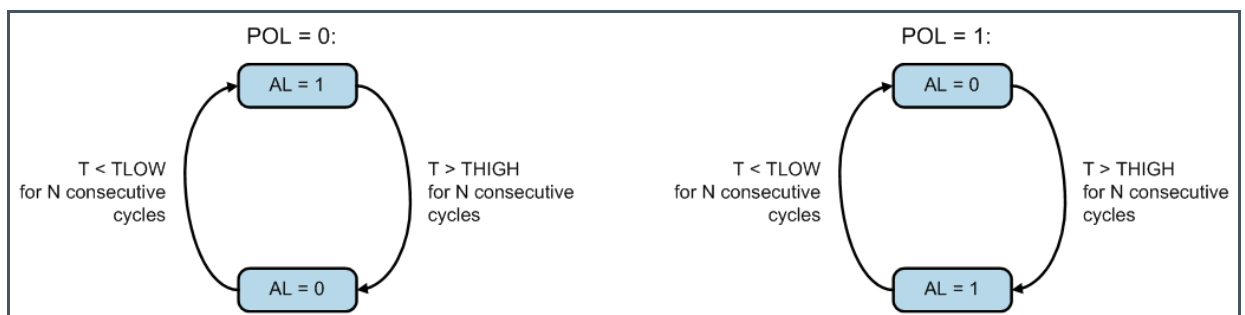 POL = 0:
AL = 1
T < TLOW
for N consecutive
cycles
T > THIGH
for N consecutive
cycles
AL = 0
POL = 1:
AL = 0
T < TLOW
for N consecutive
cycles
T > THIGH
for N consecutive
cycles
AL = 1